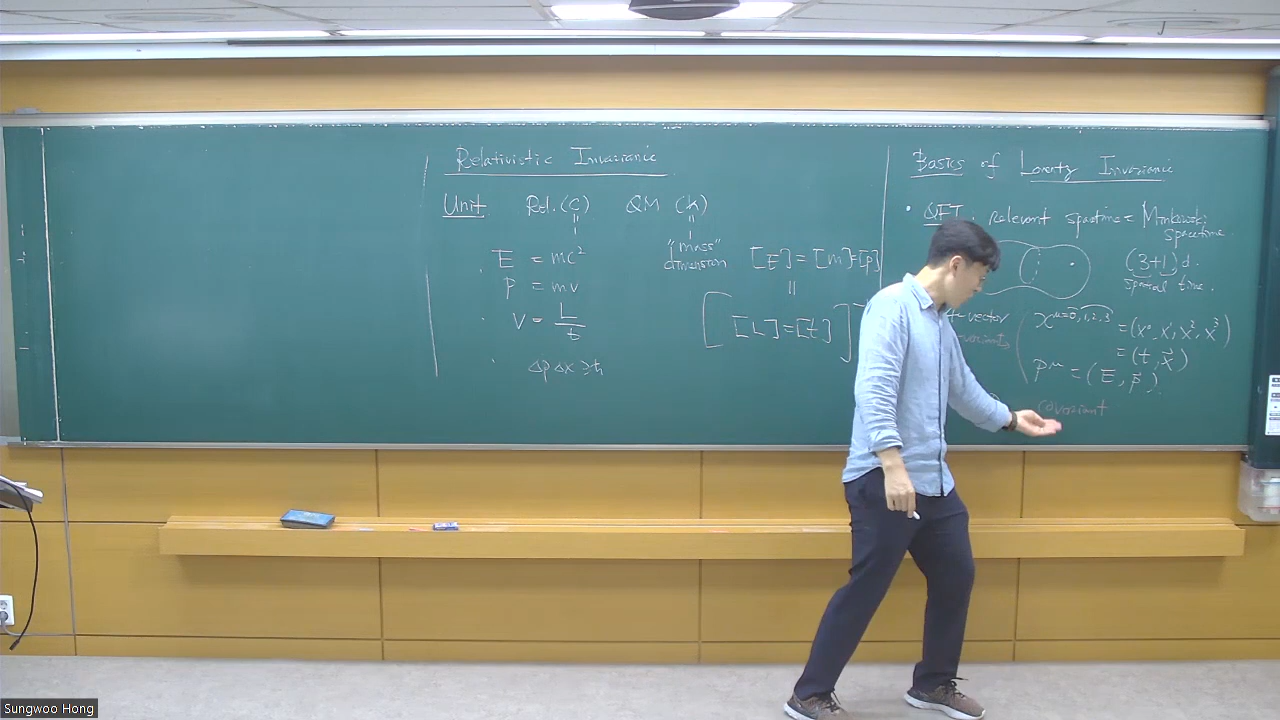 Relativistic Invariance
Unit Rel. (c) QM (ħ)
"
"
"mass"
dimension
E = mc²
P = mv
V = L/t
Δp Δx ≥ ħ
[E] = [m] = [p]
"
[ [L] = [t] ]
Basics of Lorentz Invariance
• QFT: relevant spacetime = Minkowski
spacetime.
(3+1) d.
spatial time.
-vector
x^{μ=0,1,2,3} = (x⁰, x¹, x², x³)
= (t, x⃗)
P^μ = (E, p⃗).
covariant
Sungwoo Hong